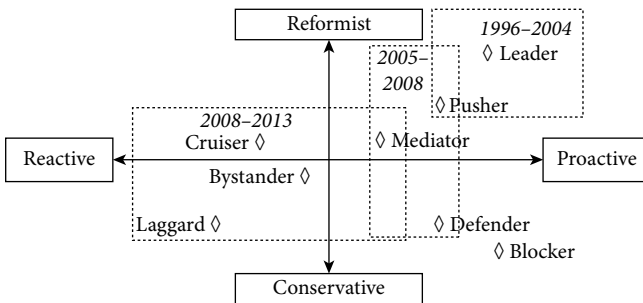 Reformist
1996–2004
◊ Leader
2005–
2008
◊ Pusher
2008–2013
Cruiser ◊
◊ Mediator
Reactive
Proactive
Bystander ◊
Laggard ◊
◊ Defender
◊ Blocker
Conservative